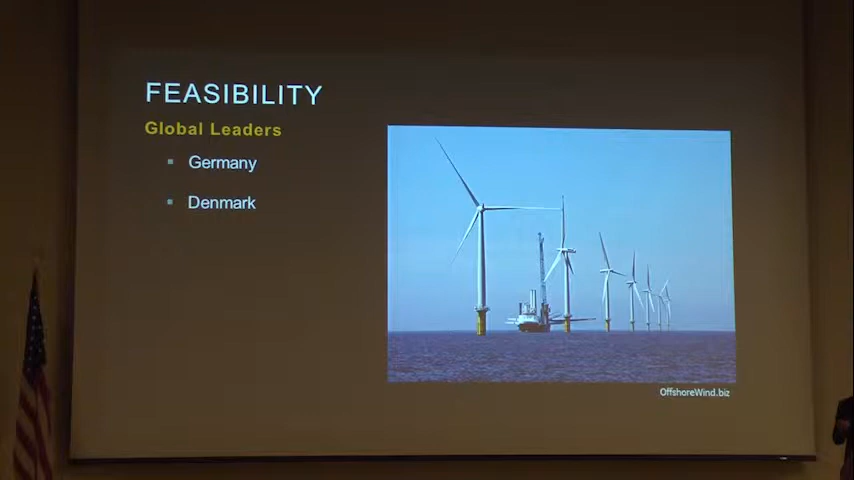 FEASIBILITY
Global Leaders
Germany
Denmark
OffshoreWind.biz